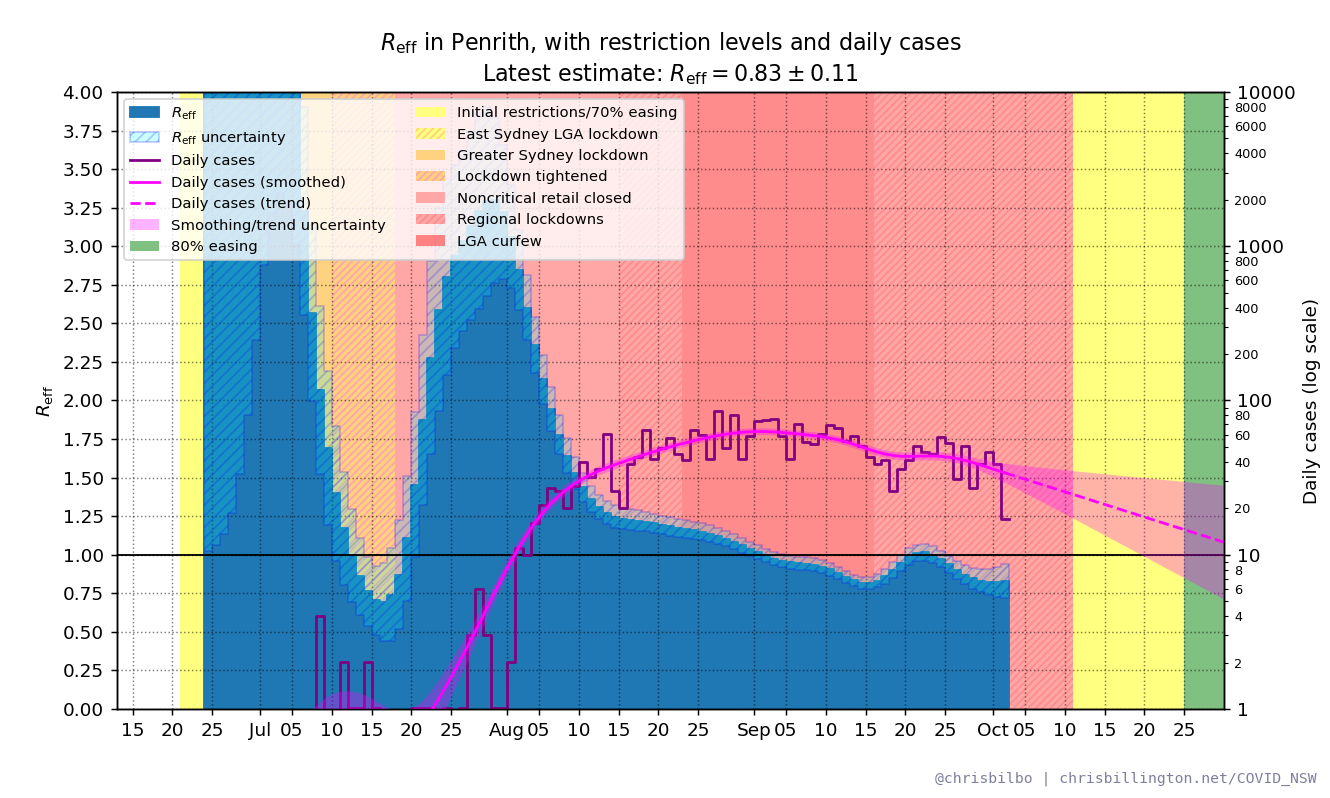 Reff in Penrith, with restriction levels and daily cases
Latest estimate: Reff = 0.83 ± 0.11
4.00
3.75
3.50
3.25
3.00
2.75
2.50
2.25
2.00
1.75
1.50
1.25
1.00
0.75
0.50
0.25
0.00
Reff
Reff
Reff uncertainty
Daily cases
Daily cases (smoothed)
Daily cases (trend)
Smoothing/trend uncertainty
80% easing
Initial restrictions/70% easing
East Sydney LGA lockdown
Greater Sydney lockdown
Lockdown tightened
Noncritical retail closed
Regional lockdowns
LGA curfew
10000
8000
6000
4000
2000
1000
800
600
400
200
100
80
60
40
20
10
8
6
4
2
1
Daily cases (log scale)
15 20 25 Jul 05 10 15 20 25 Aug 05 10 15 20 25 Sep 05 10 15 20 25 Oct 05 10 15 20 25
@chrisbilbo | chrisbillington.net/COVID_NSW